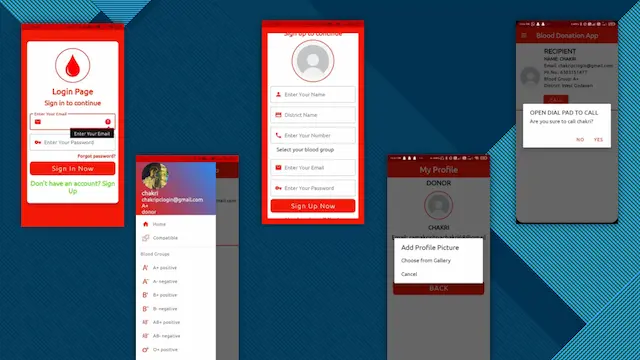 Login Page
Sign in to continue
Enter Your Email
Enter Your Email
Enter Your Password
Forgot password?
Sign In Now
Don't have an account? Sign
Up
chakri
chakripclogin@gmail.com
A+
donor
Home
Compatible
Blood Groups
A+ positive
A- negative
B+ positive
B- negative
AB+ positive
AB- negative
O+ positive
Sign up to continue
Enter Your Name
District Name
Enter Your Number
Select your blood group
Enter Your Email
Enter Your Password
Sign Up Now
My Profile
DONOR
CHAKRI
Add Profile Picture
Choose from Gallery
Cancel
BACK
Blood Donation App
RECIPIENT
NAME: CHAKRI
Email: chakripclogin@gmail.com
Blood Group: A+
District: West Godavari
CALL
OPEN DIAL PAD TO CALL
Are you sure to call chakri?
NO YES